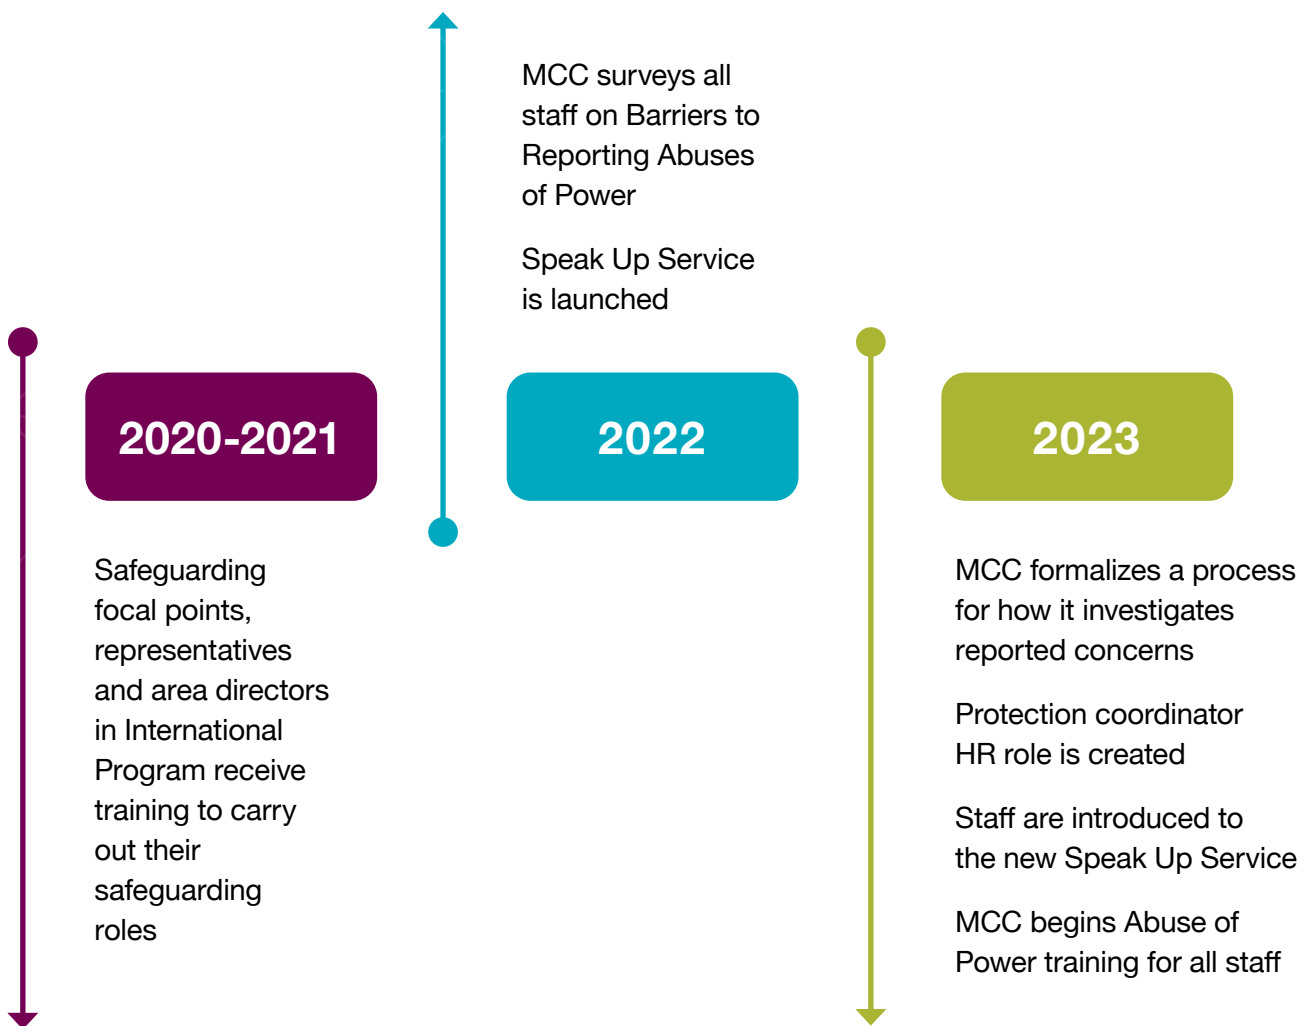 2020-2021
Safeguarding
focal points,
representatives
and area directors
in International
Program receive
training to carry
out their
safeguarding
roles
MCC surveys all
staff on Barriers to
Reporting Abuses
of Power
Speak Up Service
is launched
2022
2023
MCC formalizes a process
for how it investigates
reported concerns
Protection coordinator
HR role is created
Staff are introduced to
the new Speak Up Service
MCC begins Abuse of
Power training for all staff